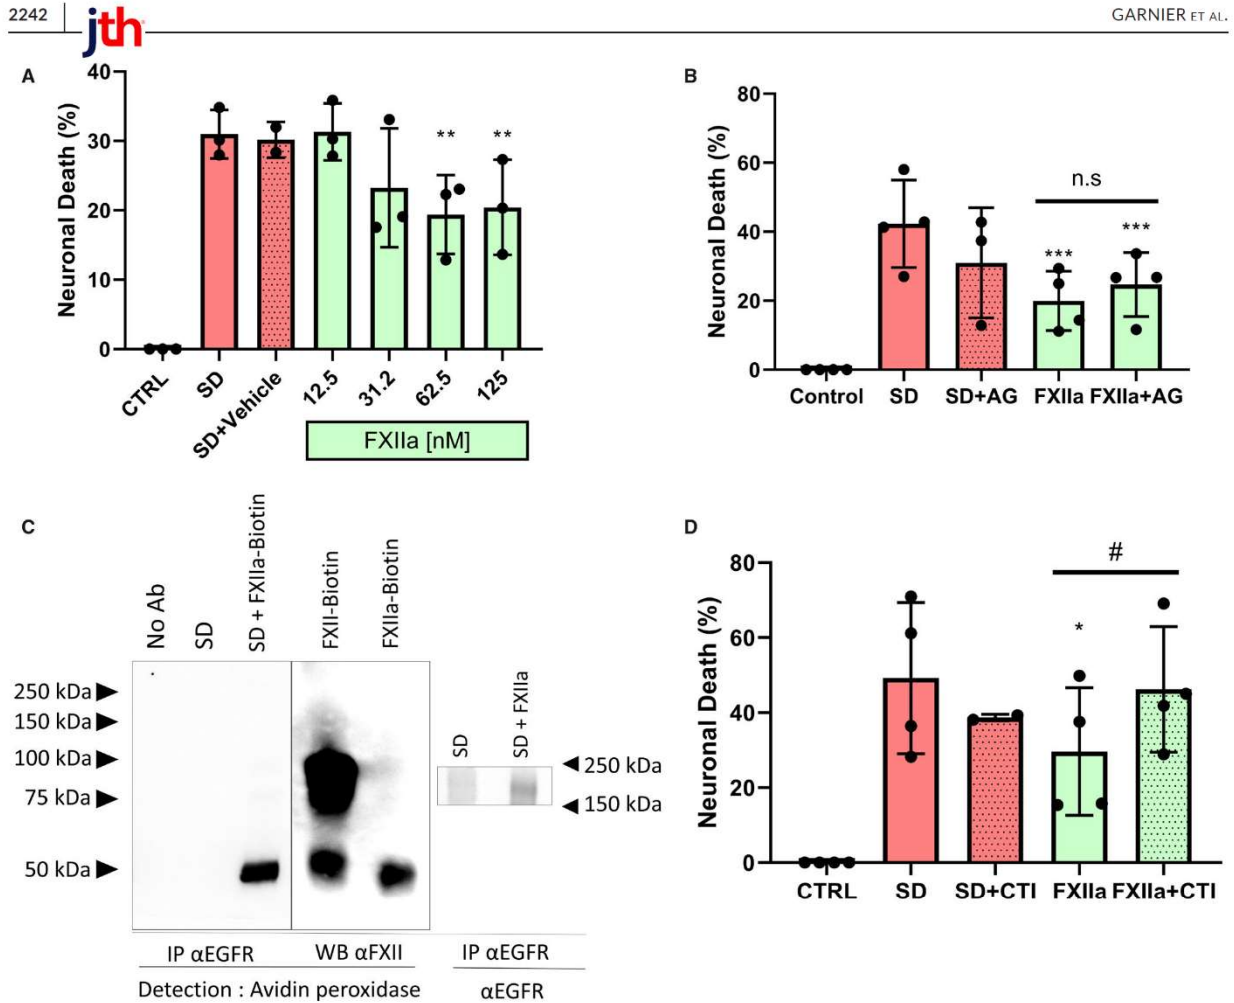 2242
jth
GARNIER ET AL.
A
40
30
20
10
0
Neuronal Death (%)
**
**
CTRL
SD
SD+Vehicle
12.5
31.2
62.5
125
FXIIa [nM]
B
80
60
40
20
0
Neuronal Death (%)
n.s
***
***
Control
SD
SD+AG
FXIIa
FXIIa+AG
C
No Ab
SD
SD + FXIIa-Biotin
FXII-Biotin
FXIIa-Biotin
250 kDa
150 kDa
100 kDa
75 kDa
50 kDa
SD
SD + FXIIa
250 kDa
150 kDa
IP αEGFR
WB αFXII
IP αEGFR
Detection : Avidin peroxidase
αEGFR
D
80
60
40
20
0
Neuronal Death (%)
#
*
CTRL
SD
SD+CTI
FXIIa
FXIIa+CTI